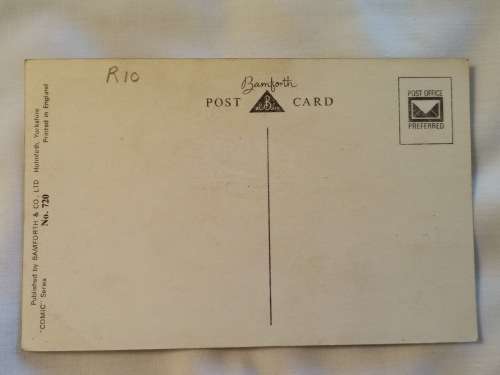 R10
Bamforth
POST CARD
POST OFFICE
PREFERRED
Published by BAMFORTH & CO., LTD Holmfirth, Yorkshire
"COMIC" Series No. 720 Printed in England